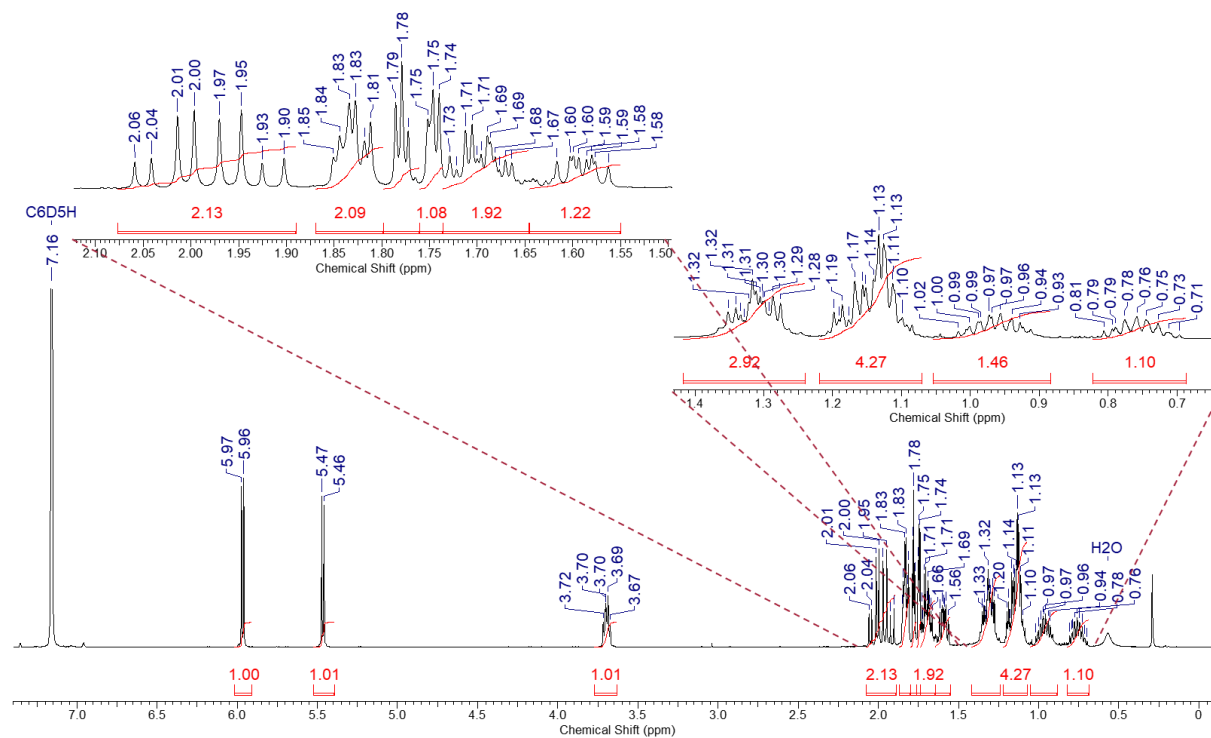 2.06 2.04 2.01 2.00 1.97 1.95 1.93 1.90 1.85 1.84 1.83 1.83 1.81 1.79 1.78 1.75 1.75 1.74 1.73 1.71 1.71 1.69 1.69 1.68 1.67 1.60 1.60 1.59 1.59 1.58 1.58
2.13 2.09 1.08 1.92 1.22
2.10 2.05 2.00 1.95 1.90 1.85 1.80 1.75 1.70 1.65 1.60 1.55 1.50
Chemical Shift (ppm)
1.32 1.32 1.31 1.31 1.30 1.30 1.29 1.28 1.19 1.17 1.14 1.13 1.13 1.11 1.10 1.02 1.00 0.99 0.99 0.97 0.97 0.96 0.94 0.93 0.81 0.79 0.79 0.78 0.76 0.75 0.73 0.71
2.92 4.27 1.46 1.10
1.4 1.3 1.2 1.1 1.0 0.9 0.8 0.7
Chemical Shift (ppm)
C6D5H
7.16
5.97 5.96
5.47 5.46
3.72 3.70 3.70 3.69 3.67
2.06 2.04 2.01 2.00 1.95 1.83 1.83 1.78 1.75 1.74 1.71 1.71 1.69 1.66 1.56 1.33 1.32 1.20 1.14 1.13 1.13 1.11 1.10 0.97 0.97 0.96 0.94 0.78 0.76
H2O
1.00 1.01 1.01 2.13 1.92 4.27 1.10
7.0 6.5 6.0 5.5 5.0 4.5 4.0 3.5 3.0 2.5 2.0 1.5 1.0 0.5 0
Chemical Shift (ppm)